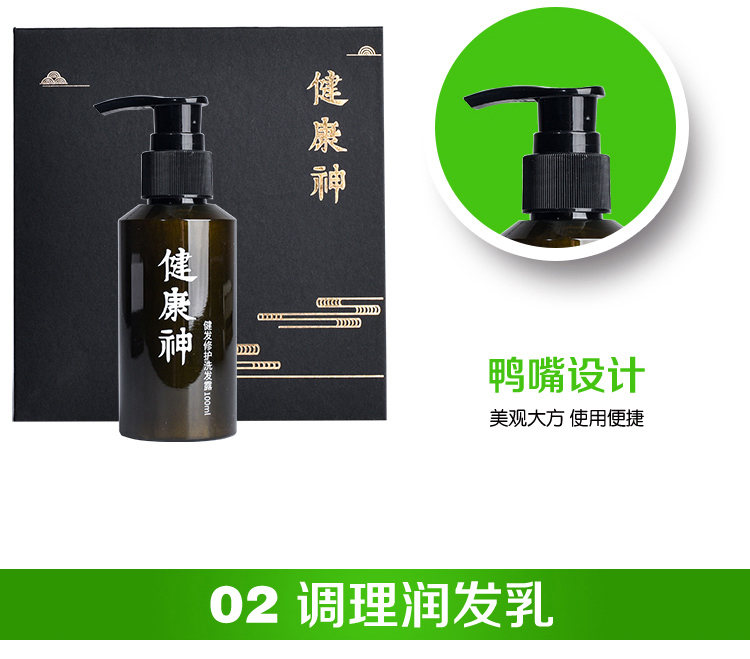 健康神
健康神
健发修护洗发露100ml
鸭嘴设计
美观大方 使用便捷
02 调理润发乳